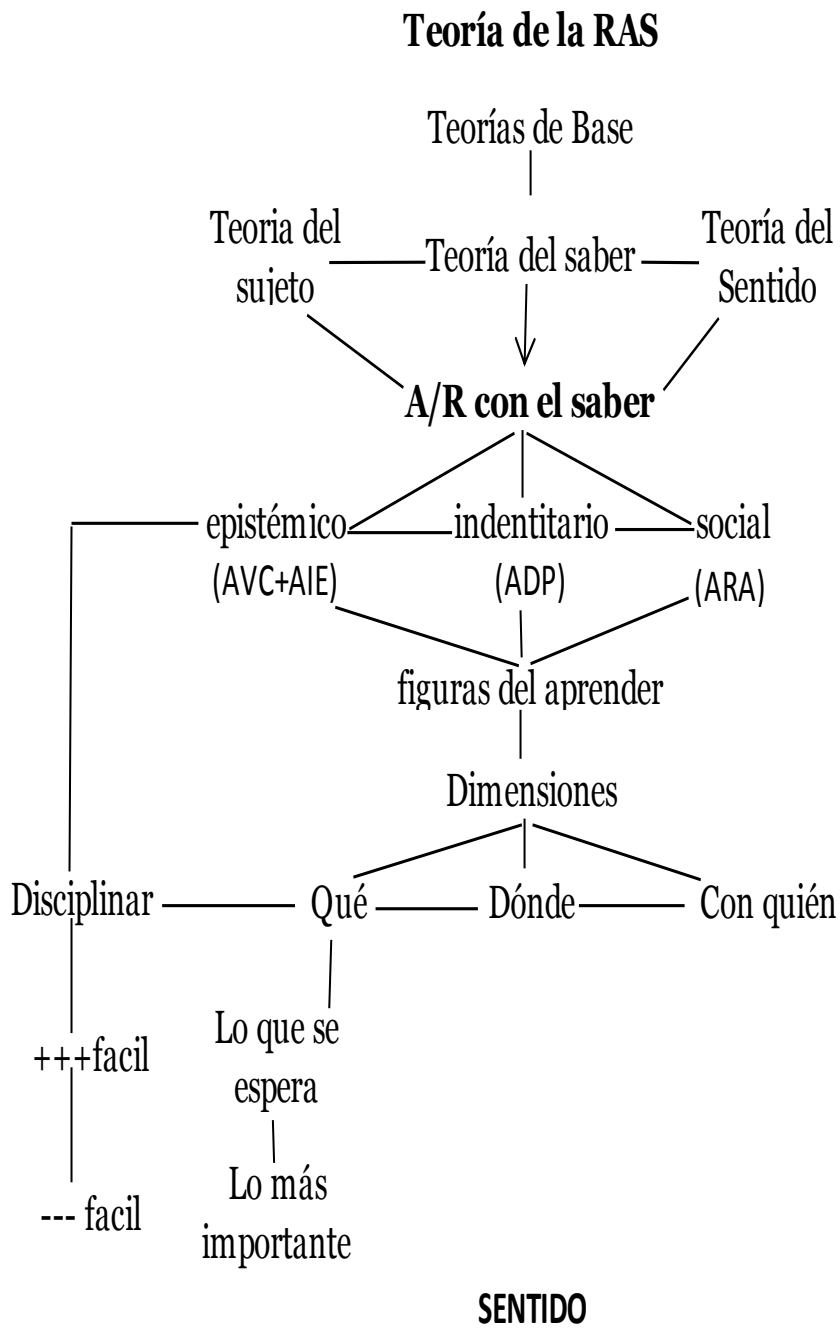 Teoría de la RAS
Teorías de Base
Teoria del
sujeto
Teoría del saber
Teoría del
Sentido
A/R con el saber
epistémico
indentitario
social
(AVC+AIE)
(ADP)
(ARA)
figuras del aprender
Dimensiones
Disciplinar
Qué
Dónde
Con quién
+++facil
Lo que se
espera
--- facil
Lo más
importante
SENTIDO